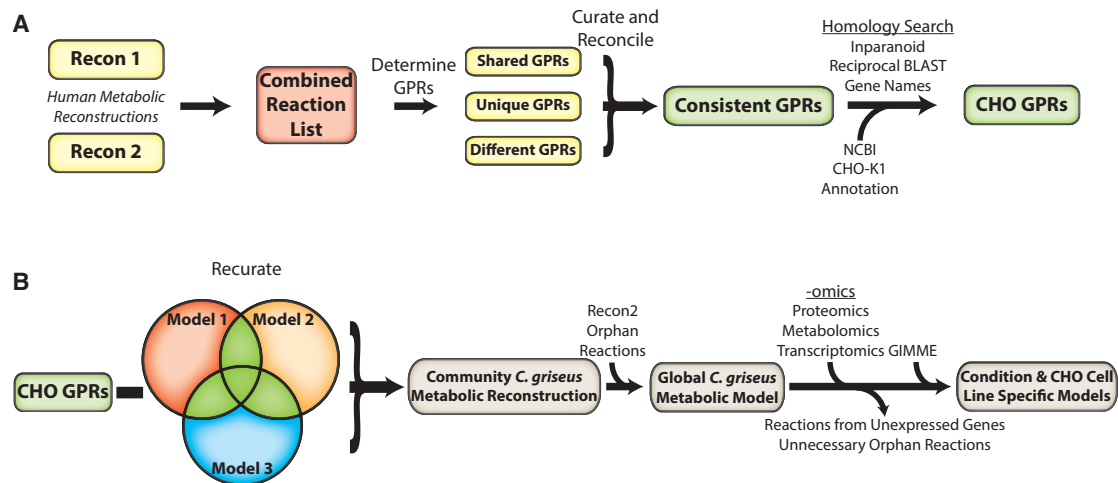 A
Recon 1
Human Metabolic
Reconstructions
Recon 2
Combined
Reaction
List
Determine
GPRs
Shared GPRs
Unique GPRs
Different GPRs
Curate and
Reconcile
Consistent GPRs
Homology Search
Inparanoid
Reciprocal BLAST
Gene Names
NCBI
CHO-K1
Annotation
CHO GPRs
B
CHO GPRs
Recurate
Model 1
Model 2
Model 3
Community C. griseus
Metabolic Reconstruction
Recon2
Orphan
Reactions
Global C. griseus
Metabolic Model
-omics
Proteomics
Metabolomics
Transcriptomics GIMME
Reactions from Unexpressed Genes
Unnecessary Orphan Reactions
Condition & CHO Cell
Line Specific Models